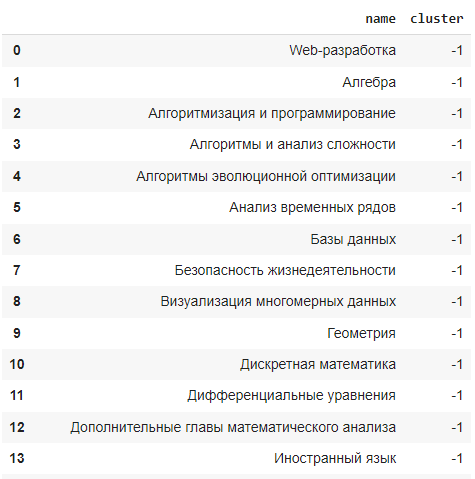 name cluster
0 Web-разработка -1
1 Алгебра -1
2 Алгоритмизация и программирование -1
3 Алгоритмы и анализ сложности -1
4 Алгоритмы эволюционной оптимизации -1
5 Анализ временных рядов -1
6 Базы данных -1
7 Безопасность жизнедеятельности -1
8 Визуализация многомерных данных -1
9 Геометрия -1
10 Дискретная математика -1
11 Дифференциальные уравнения -1
12 Дополнительные главы математического анализа -1
13 Иностранный язык -1